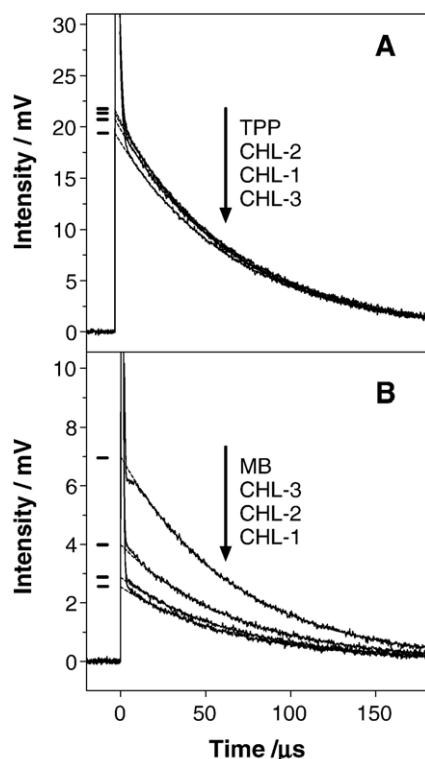 A
Intensity / mV
30
25
20
15
10
5
0
TPP
CHL-2
CHL-1
CHL-3
B
Intensity / mV
10
8
6
4
2
0
MB
CHL-3
CHL-2
CHL-1
0 50 100 150
Time /μs